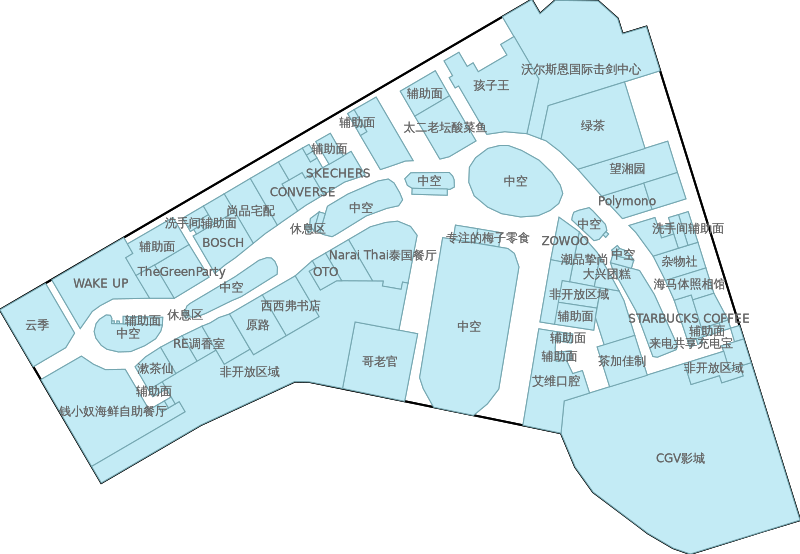 沃尔斯恩国际击剑中心
孩子王
辅助面
绿茶
太二老坛酸菜鱼
辅助面
辅助面
望湘园
SKECHERS
中空
中空
CONVERSE
Polymono
尚品宅配
中空
洗手间辅助面
中空
休息区
洗手间辅助面
BOSCH
专注的梅子零食
ZOWOO
辅助面
Narai Thai泰国餐厅
中空
潮品挚尚
杂物社
TheGreenParty
OTO
大兴团糕
WAKE UP
中空
海马体照相馆
非开放区域
西西弗书店
休息区
辅助面
STARBUCKS COFFEE
辅助面
云季
原路
中空
中空
辅助面
辅助面
RE调香室
来电共享充电宝
辅助面
哥老官
茶加佳制
漱茶仙
非开放区域
非开放区域
艾维口腔
辅助面
钱小奴海鲜自助餐厅
CGV影城